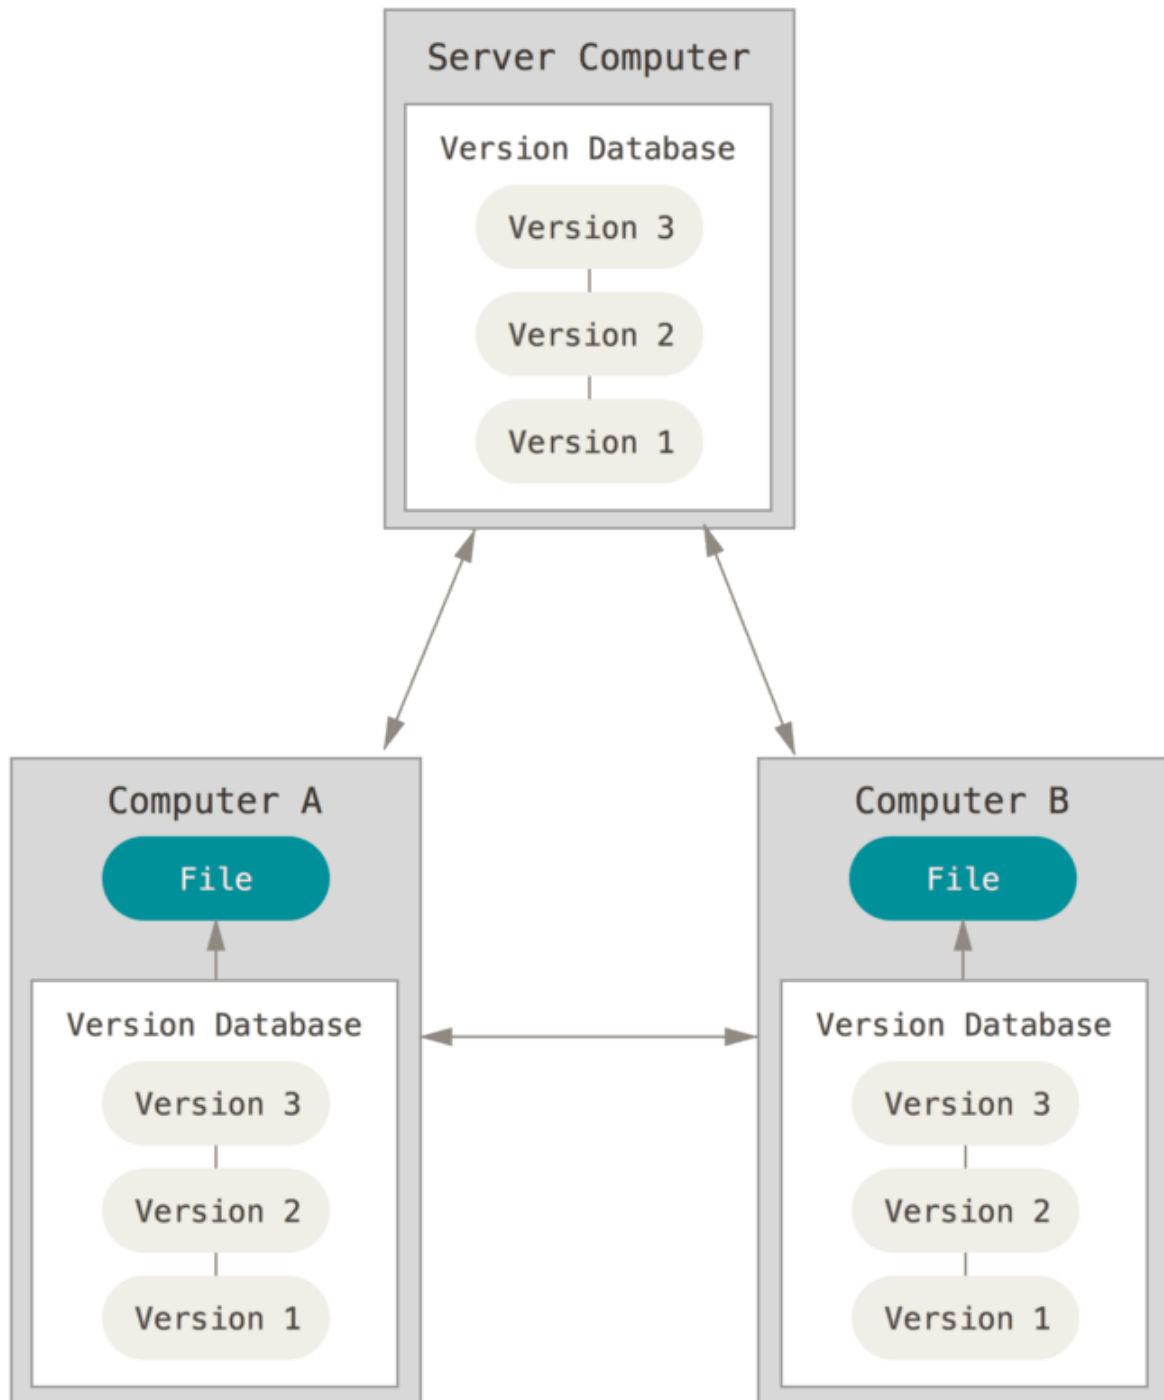 Server Computer
Version Database
Version 3
Version 2
Version 1
Computer A
File
Version Database
Version 3
Version 2
Version 1
Computer B
File
Version Database
Version 3
Version 2
Version 1